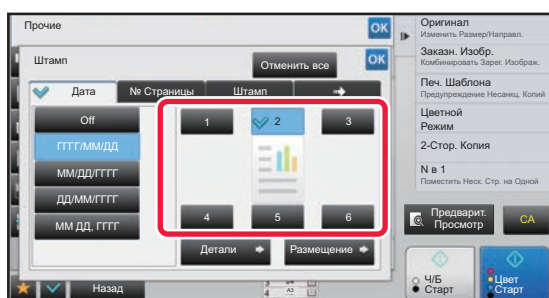 Прочие
OK
Штамп
Отменить все
OK
Дата
№ Страницы
Штамп
Off
ГГГГ/ММ/ДД
ММ/ДД/ГГГГ
ДД/ММ/ГГГГ
ММ ДД, ГГГГ
1
2
3
4
5
6
Детали
Размещение
Назад
Оригинал
Изменить Размер/Направл.
Заказн. Изобр.
Комбинировать Зарег. Изображ.
Печ. Шаблона
Предупреждение Несанкц. Копий
Цветной
Режим
2-Стор. Копия
N в 1
Поместить Неск. Стр. на Одной
Предварит.
Просмотр
CA
Ч/Б
Старт
Цвет
Старт